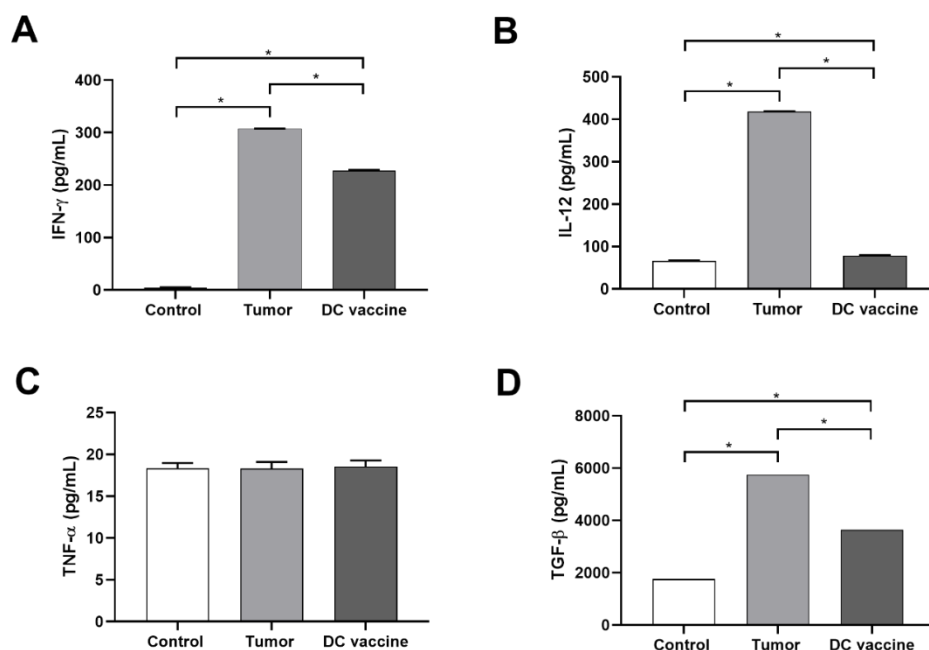 A
*
*
*
400
300
200
100
0
IFN-γ (pg/mL)
Control Tumor DC vaccine
B
*
*
*
500
400
300
200
100
0
IL-12 (pg/mL)
Control Tumor DC vaccine
C
25
20
15
10
5
0
TNF-α (pg/mL)
Control Tumor DC vaccine
D
*
*
*
8000
6000
4000
2000
0
TGF-β (pg/mL)
Control Tumor DC vaccine